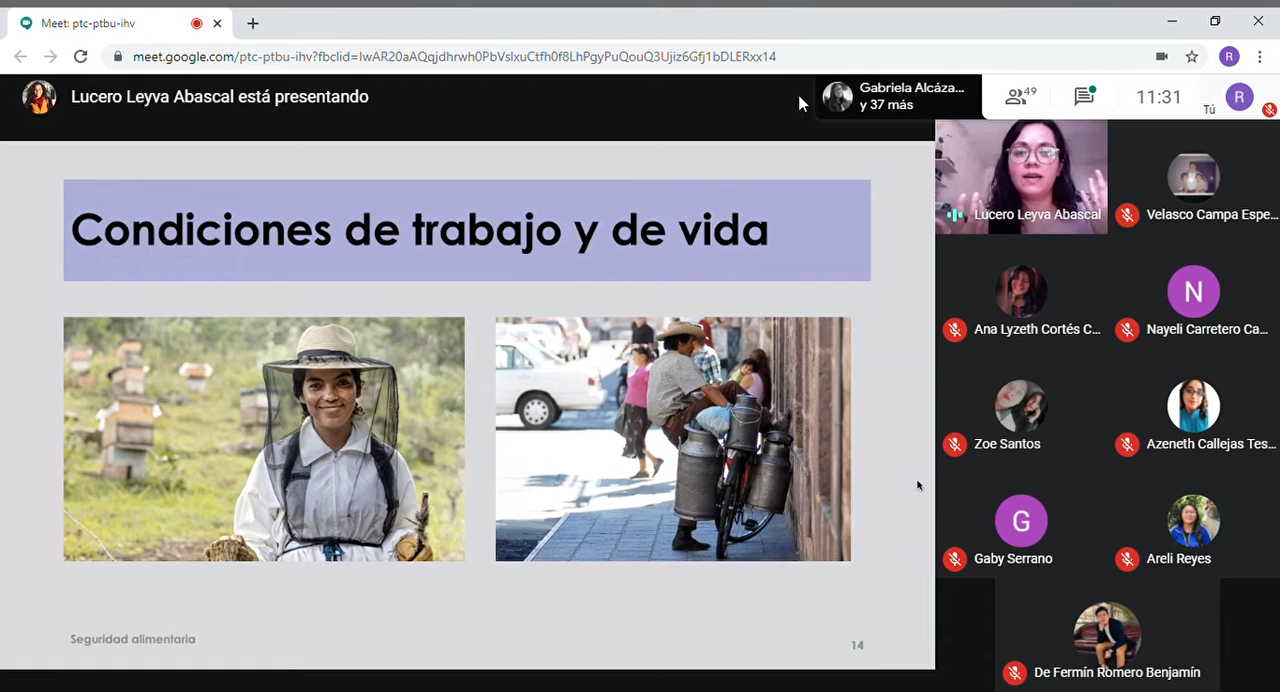 Meet: ptc-ptbu-ihv
meet.google.com/ptc-ptbu-ihv?fbclid=IwAR20aAQqjdhrwh0PbVslxuCtfh0f8LhPgyPuQouQ3Ujiz6Gfj1bDLERxx14
R
Lucero Leyva Abascal está presentando
Gabriela Alcáza...
y 37 más
49
11:31
Tú
R
Condiciones de trabajo y de vida
Seguridad alimentaria
14
Lucero Leyva Abascal
Velasco Campa Espe...
Ana Lyzeth Cortés C...
N
Nayeli Carretero Ca...
Zoe Santos
Azeneth Callejas Tes...
G
Gaby Serrano
Areli Reyes
De Fermín Romero Benjamín